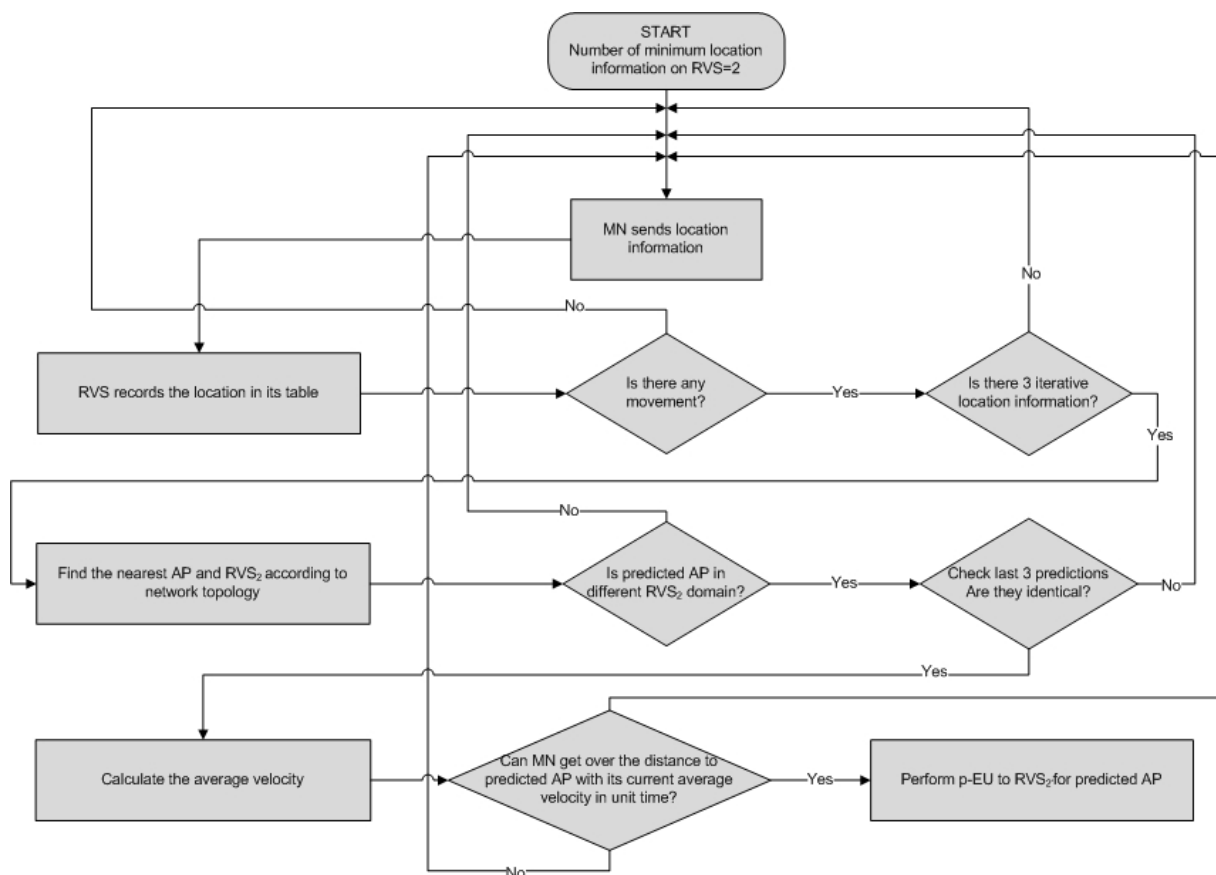 START
Number of minimum location
information on RVS=2
MN sends location
information
No
No
RVS records the location in its table
Is there any
movement?
Yes
Is there 3 iterative
location information?
Yes
No
Find the nearest AP and RVS₂ according to
network topology
Is predicted AP in
different RVS₂ domain?
Yes
Check last 3 predictions
Are they identical?
No
Yes
Calculate the average velocity
Can MN get over the distance to
predicted AP with its current average
velocity in unit time?
Yes
Perform p-EU to RVS₂ for predicted AP
No